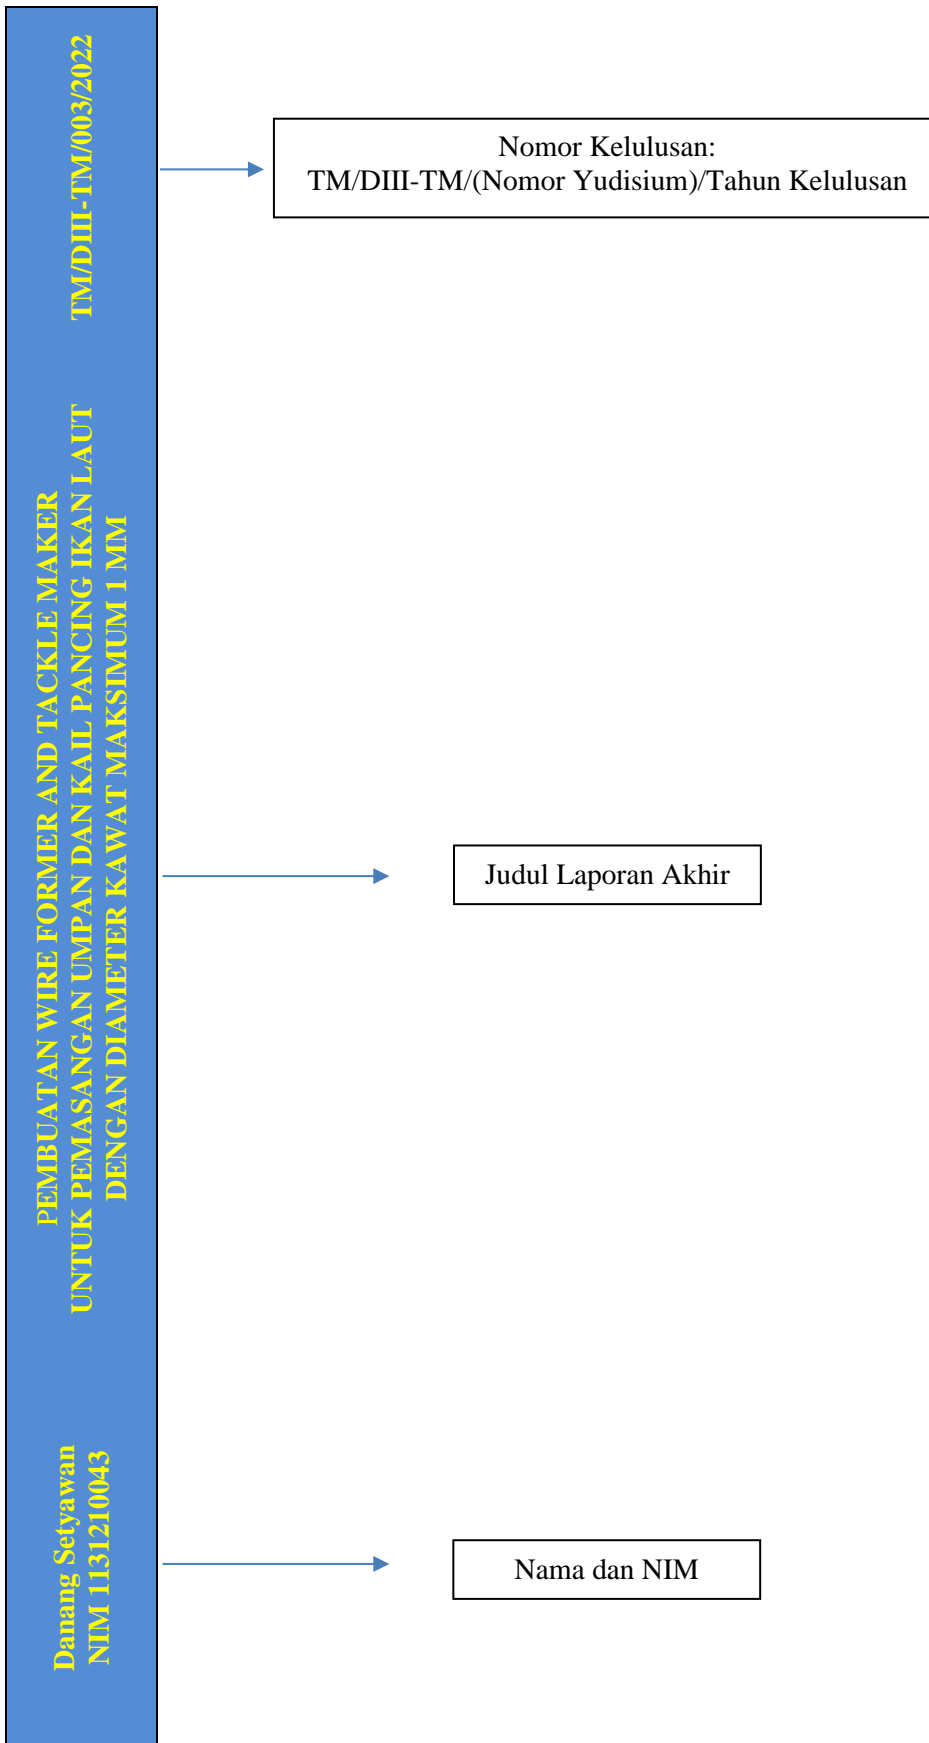 TM/DIII-TM/003/2022
Nomor Kelulusan:
TM/DIII-TM/(Nomor Yudisium)/Tahun Kelulusan
PEMBUATAN WIRE FORMER AND TACKLE MAKER
UNTUK PEMASANGAN UMPAN DAN KAIL PANCING IKAN LAUT
DENGAN DIAMETER KAWAT MAKSIMUM 1 MM
Judul Laporan Akhir
Danang Setyawan
NIM 1131210043
Nama dan NIM